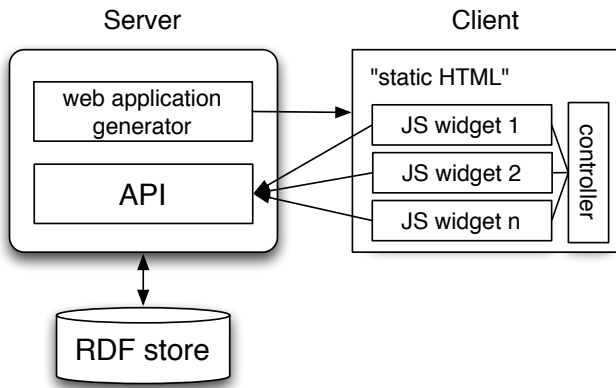 Server
Client
web application
generator
API
"static HTML"
JS widget 1
JS widget 2
JS widget n
controller
RDF store